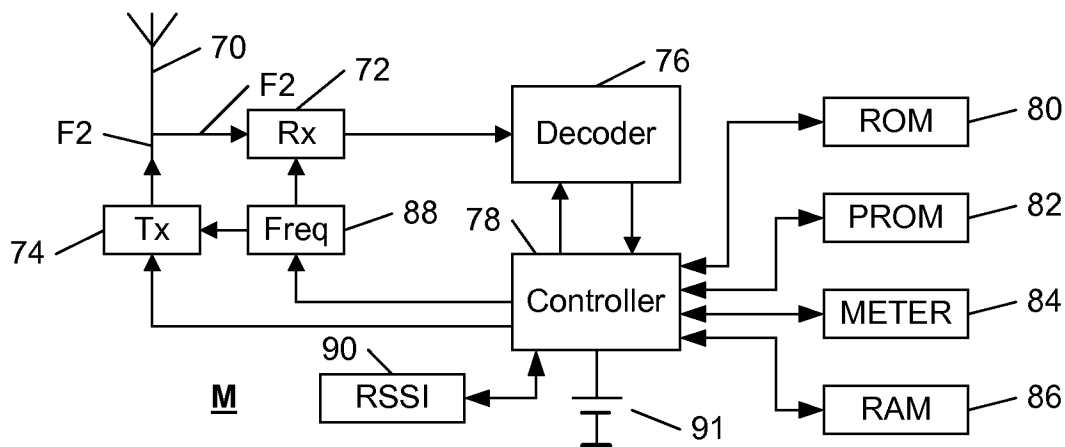 70
72
76
F2
F2
Rx
Decoder
ROM
80
74
Tx
Freq
88
78
PROM
82
Controller
METER
84
90
M
RSSI
91
RAM
86